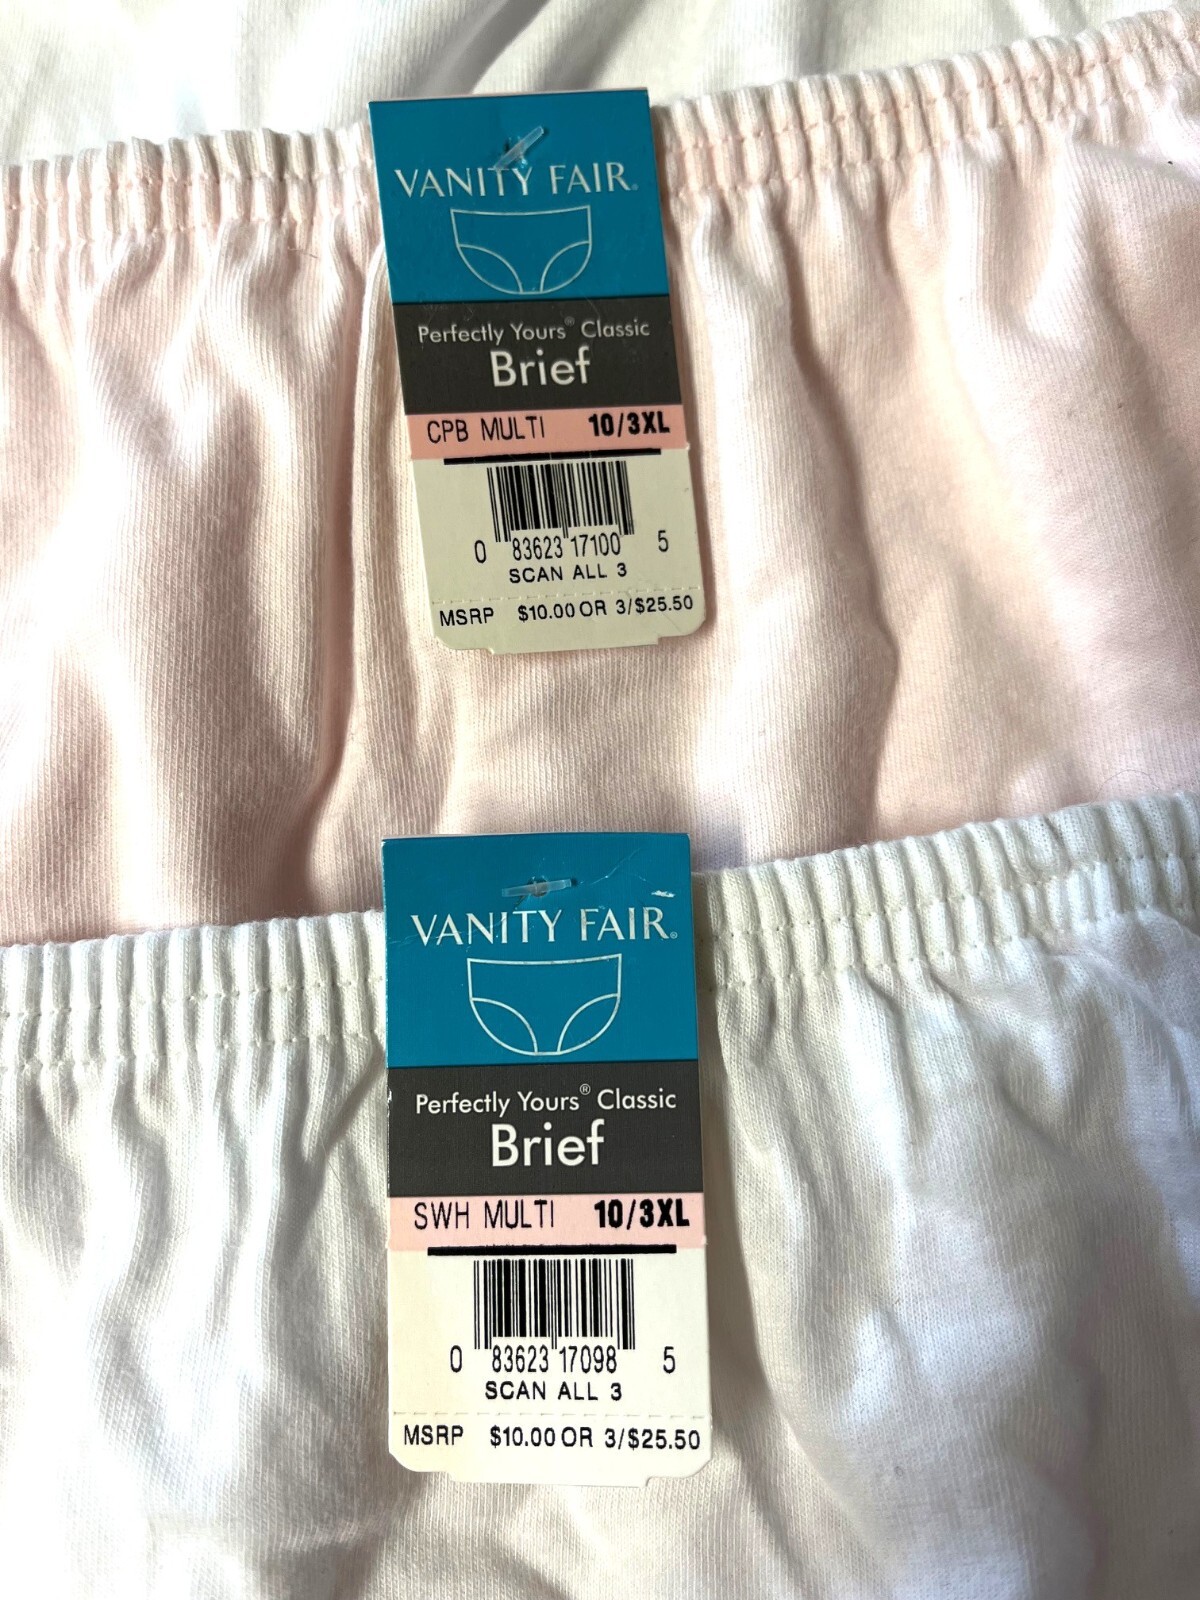 VANITY FAIR®
Perfectly Yours® Classic
Brief
CPB MULTI 10/3XL
0 83623 17100 5
SCAN ALL 3
MSRP $10.00 OR 3/$25.50
VANITY FAIR®
Perfectly Yours® Classic
Brief
SWH MULTI 10/3XL
0 83623 17098 5
SCAN ALL 3
MSRP $10.00 OR 3/$25.50